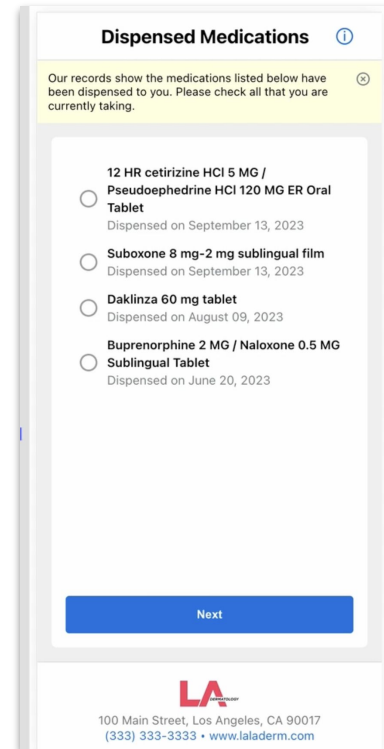 Dispensed Medications
Our records show the medications listed below have
been dispensed to you. Please check all that you are
currently taking.
12 HR cetirizine HCl 5 MG /
Pseudoephedrine HCl 120 MG ER Oral
Tablet
Dispensed on September 13, 2023
Suboxone 8 mg-2 mg sublingual film
Dispensed on September 13, 2023
Daklinza 60 mg tablet
Dispensed on August 09, 2023
Buprenorphine 2 MG / Naloxone 0.5 MG
Sublingual Tablet
Dispensed on June 20, 2023
Next
LA DERMATOLOGY
100 Main Street, Los Angeles, CA 90017
(333) 333-3333 • www.laladerm.com